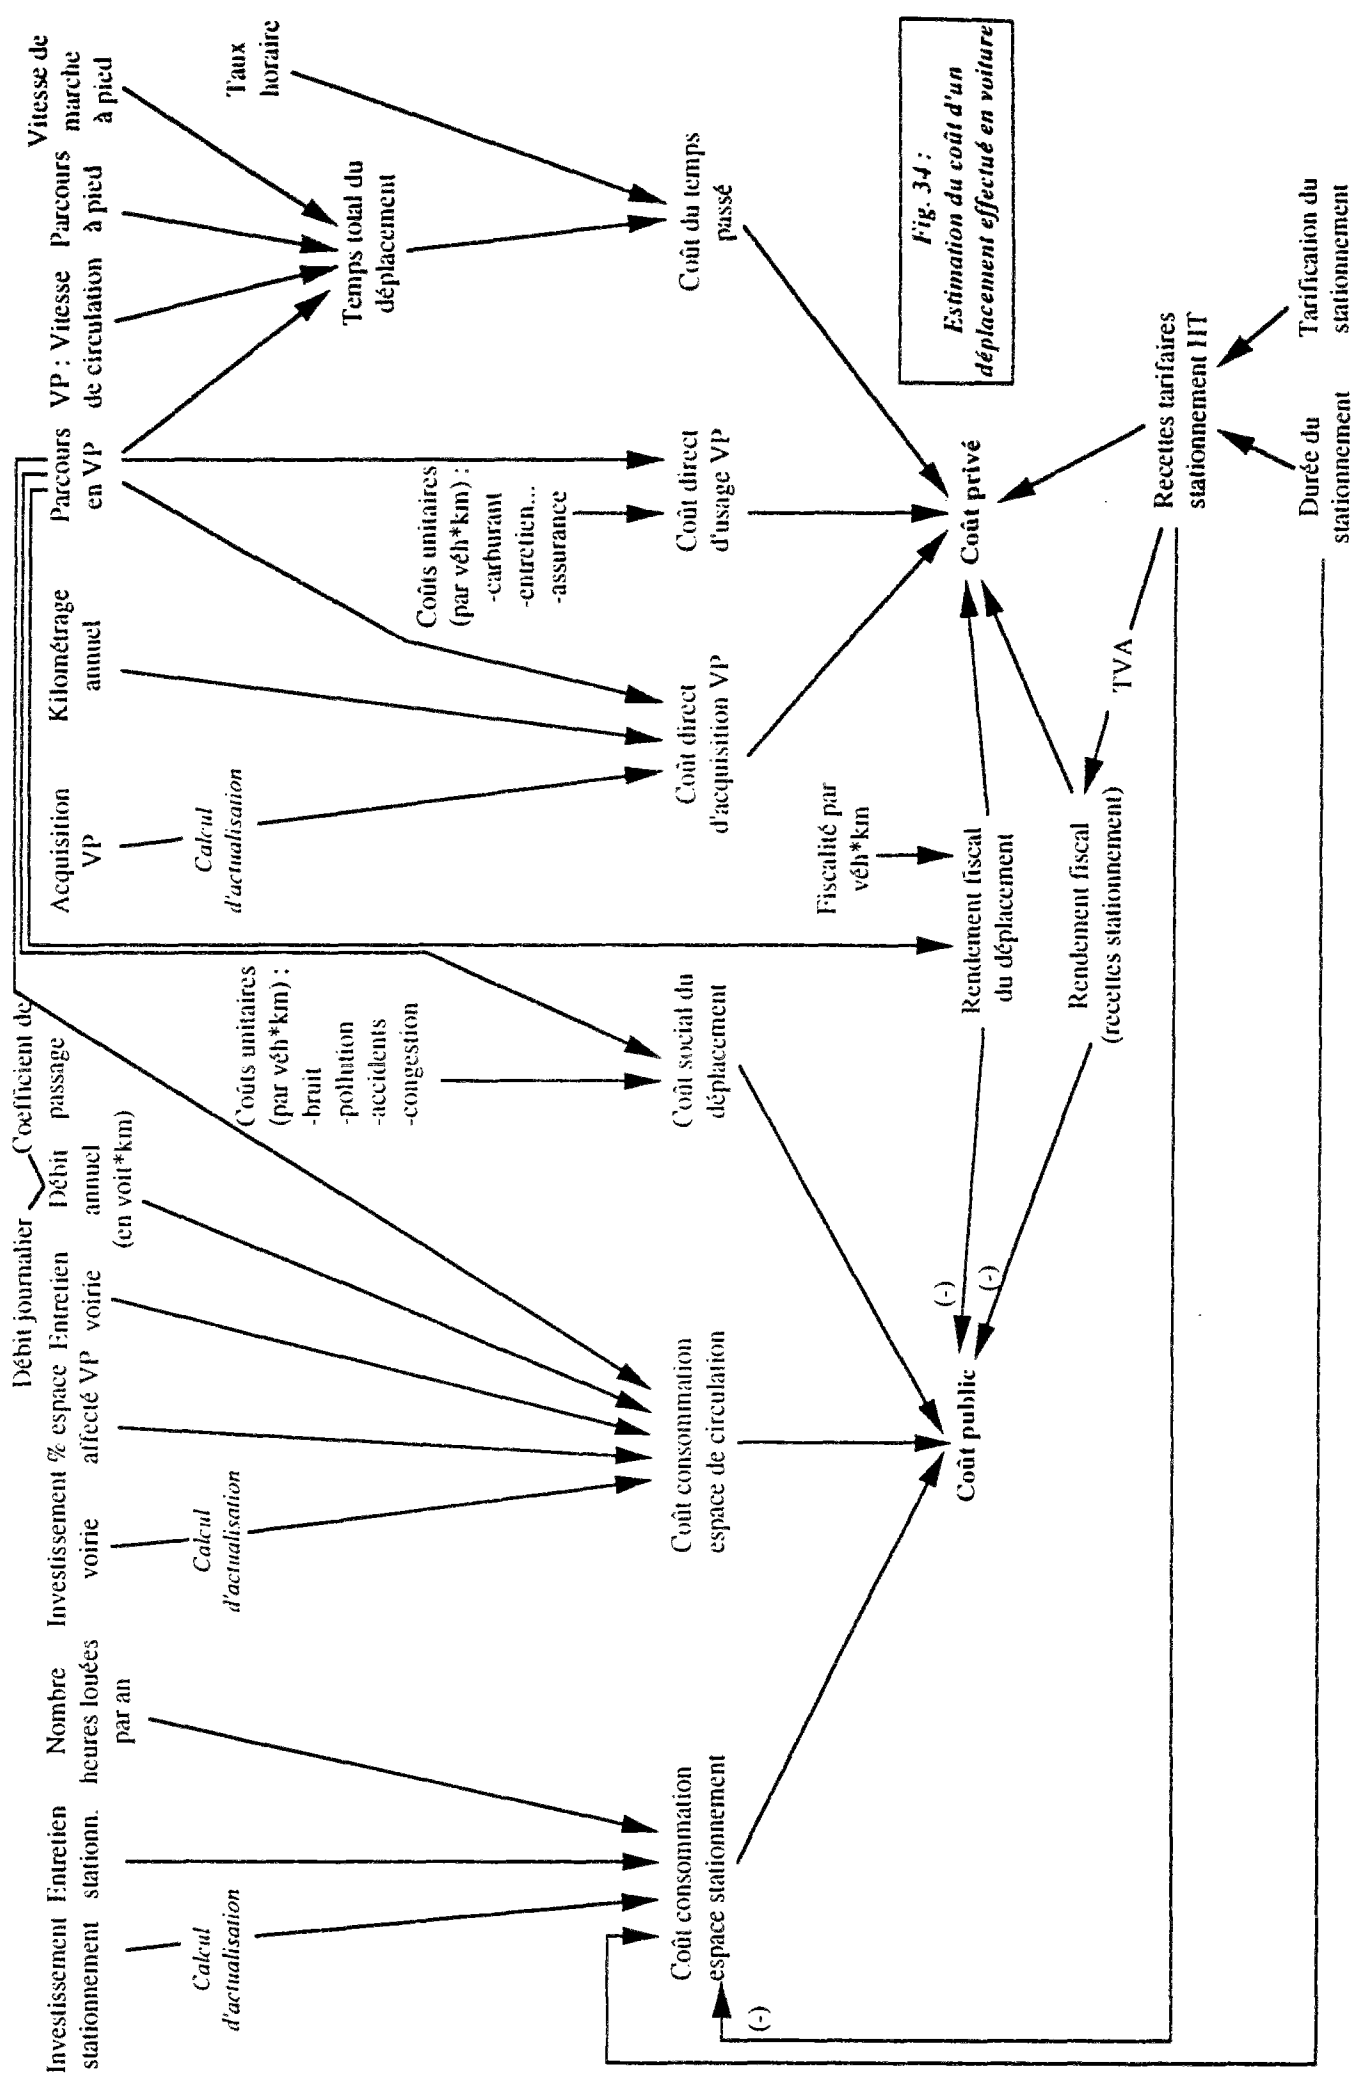 Débit journalier
Coefficient de
passage
Investissement
stationnement
Entretien
stationn.
Nombre
heures louées
par an
Investissement
voirie
% espace
affecté VP
Entretien
voirie
Débit
annuel
(en voit*km)
Acquisition
VP
Kilométrage
annuel
Parcours
en VP
VP : Vitesse
de circulation
Parcours
à pied
Vitesse de
marche
à pied
Calcul
d'actualisation
Calcul
d'actualisation
Coûts unitaires
(par véh*km) :
-bruit
-pollution
-accidents
-congestion
Calcul
d'actualisation
Taux
horaire
Temps total du
déplacement
Coûts unitaires
(par véh*km) :
-carburant
-entretien...
-assurance
Coût consommation
espace stationnement
(-)
Coût consommation
espace de circulation
Coût social du
déplacement
Coût direct
d'acquisition VP
Coût direct
d'usage VP
Coût du temps
passé
Fiscalité par
véh*km
Coût public
(-)
(-)
Rendement fiscal
du déplacement
Coût privé
Fig. 34 :
Estimation du coût d'un
déplacement effectué en voiture
Rendement fiscal
(recettes stationnement)
TVA
Recettes tarifaires
stationnement HT
Durée du
stationnement
Tarification du
stationnement